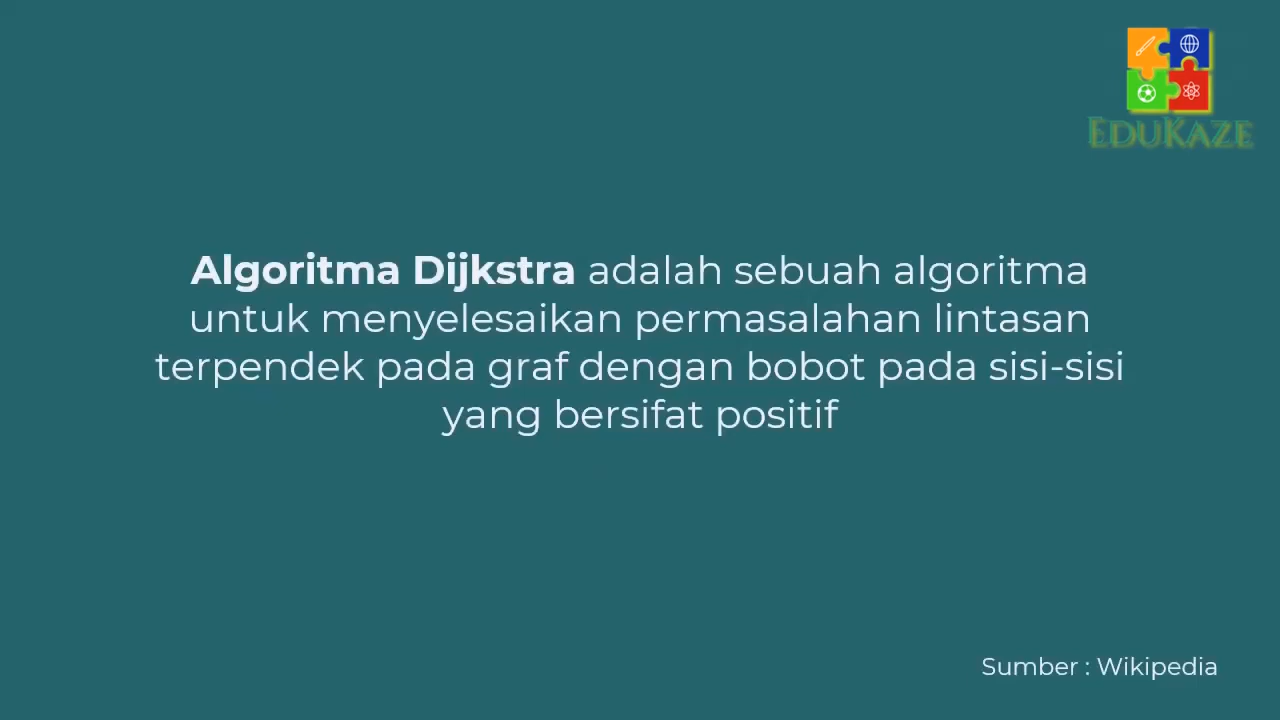 EDUKAZE
Algoritma Dijkstra adalah sebuah algoritma
untuk menyelesaikan permasalahan lintasan
terpendek pada graf dengan bobot pada sisi-sisi
yang bersifat positif
Sumber : Wikipedia